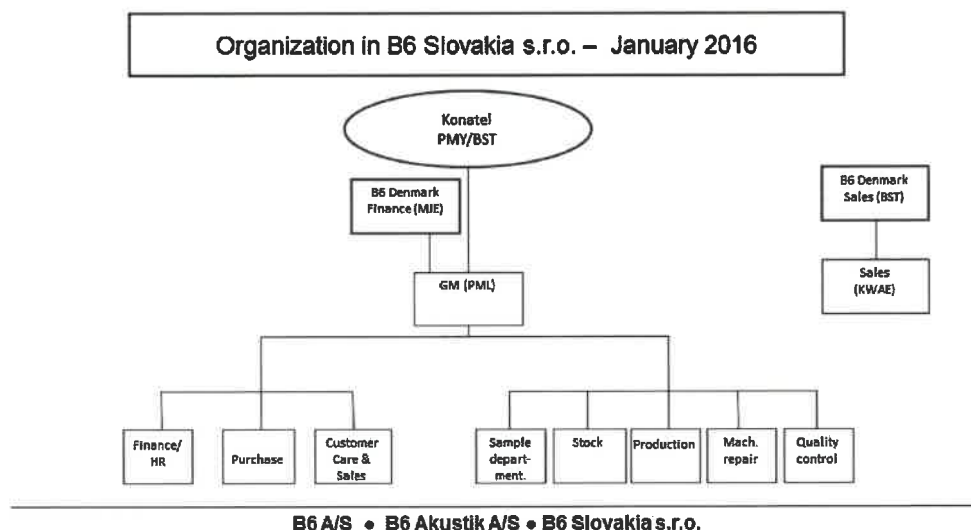 Organization in B6 Slovakia s.r.o. – January 2016
Konatel
PMY/BST
B6 Denmark
Finance (MJE)
B6 Denmark
Sales (BST)
GM (PML)
Sales
(KWAE)
Finance/
HR
Purchase
Customer
Care &
Sales
Sample
depart-
ment.
Stock
Production
Mach.
repair
Quality
control
B6 A/S • B6 Akustik A/S • B6 Slovakia s.r.o.